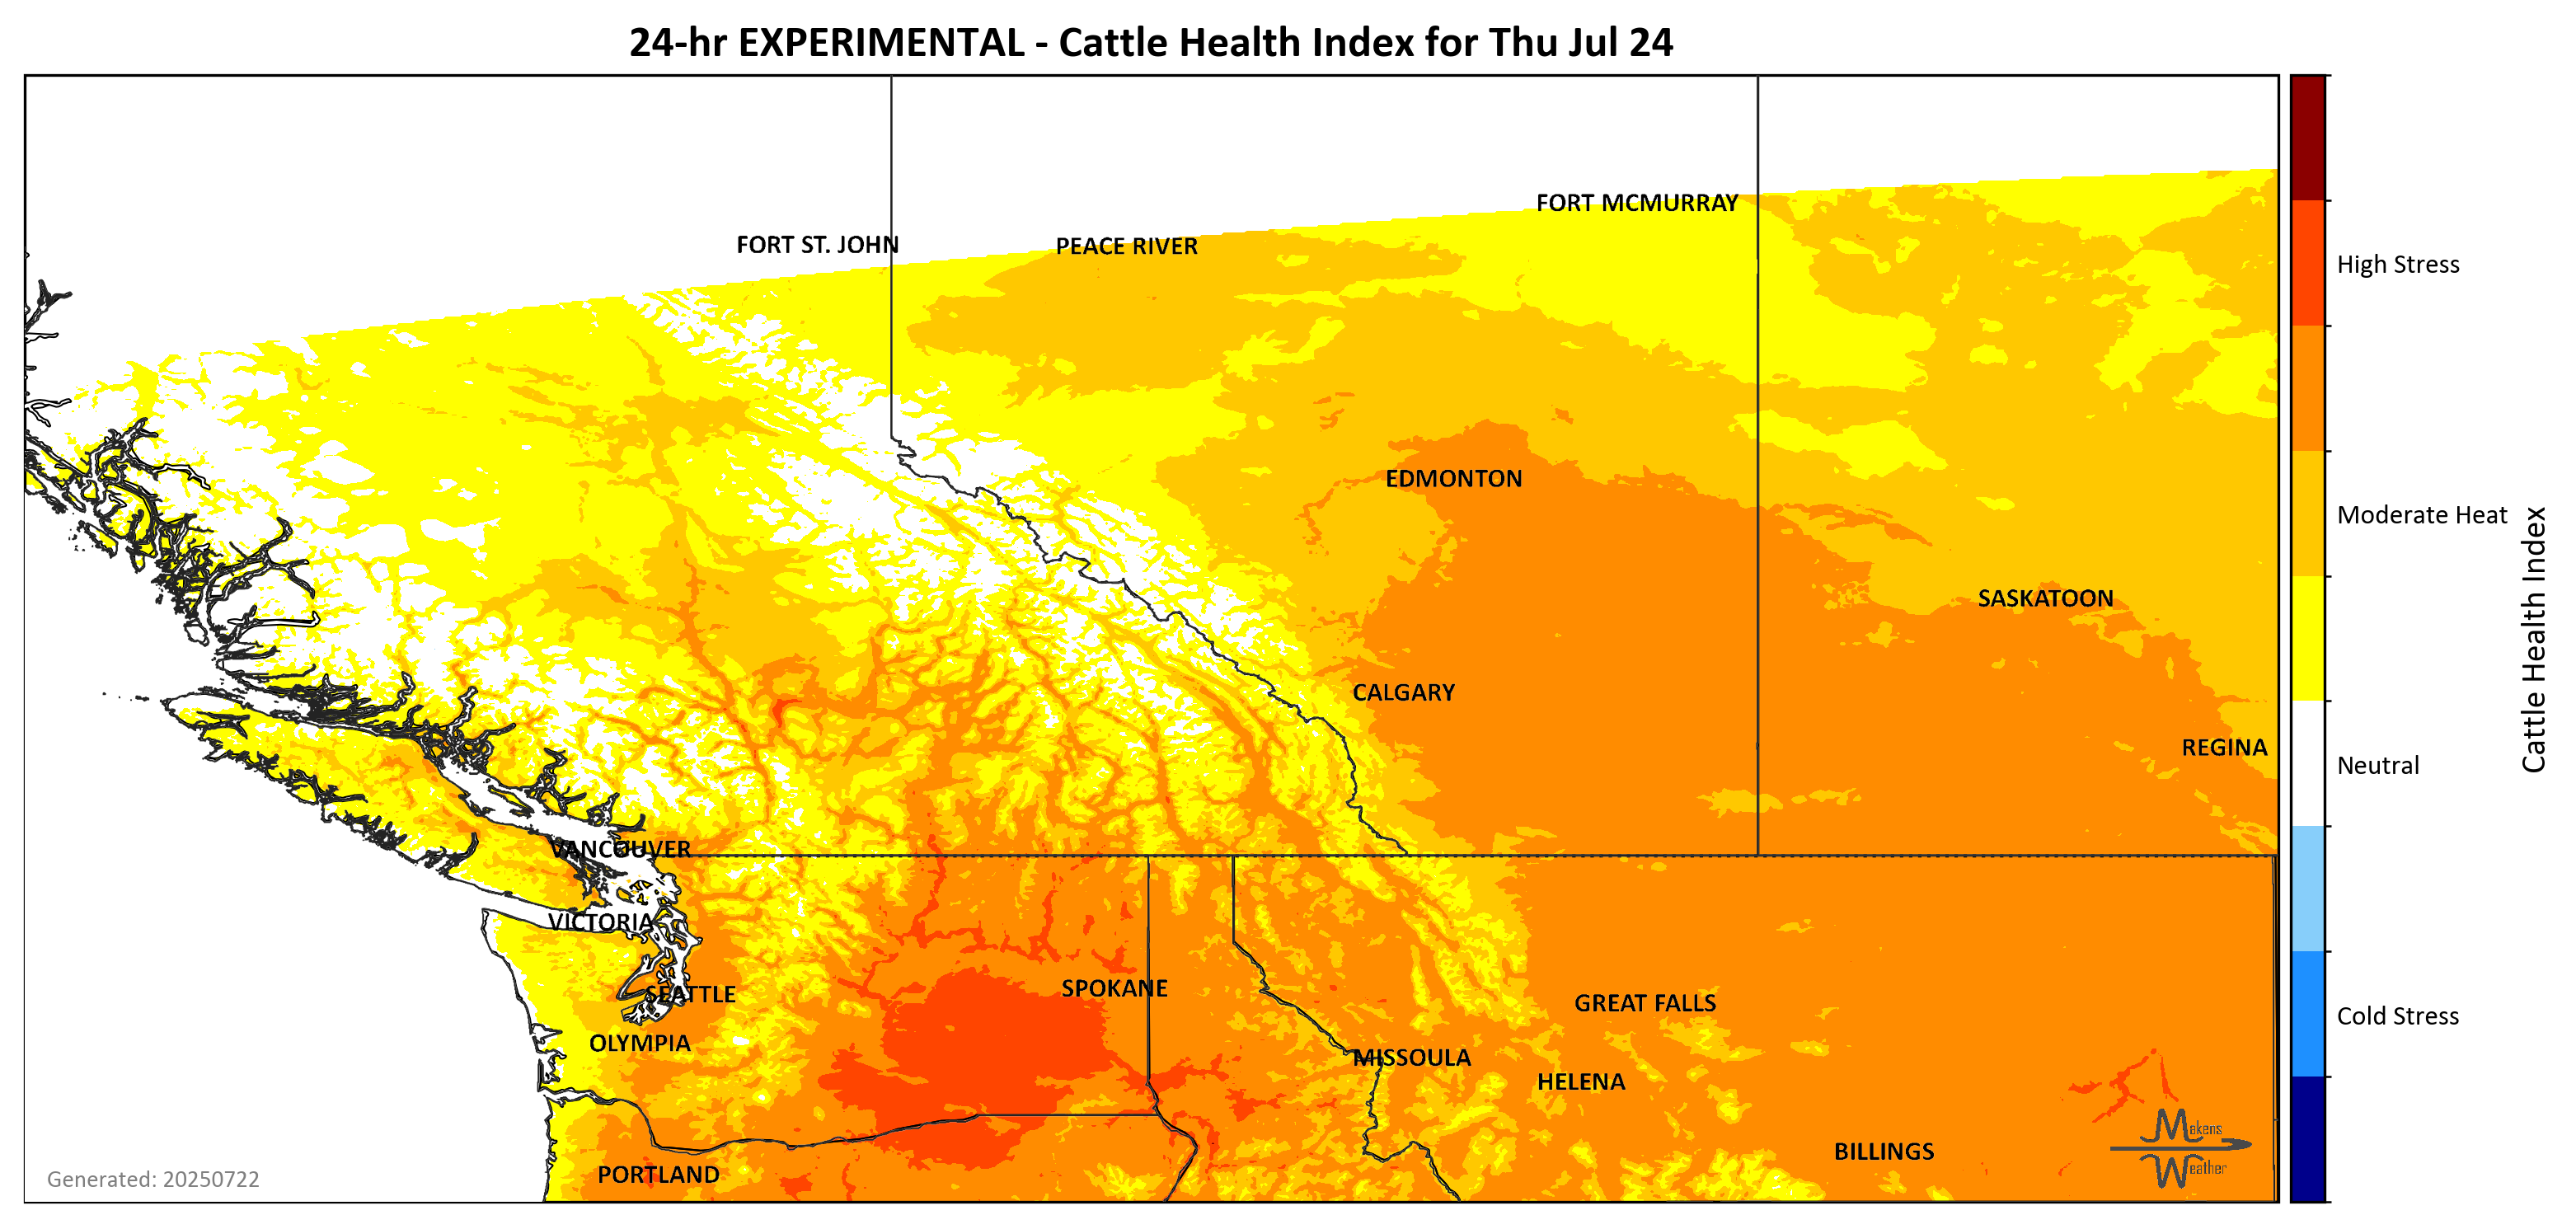 24-hr EXPERIMENTAL - Cattle Health Index for Thu Jul 24
FORT MCMURRAY
FORT ST. JOHN
PEACE RIVER
High Stress
EDMONTON
Moderate Heat
SASKATOON
CALGARY
REGINA
Neutral
Cattle Health Index
VANCOUVER
VICTORIA
SPOKANE
SEATTLE
GREAT FALLS
Cold Stress
OLYMPIA
MISSOULA
HELENA
Makens
Weather
BILLINGS
PORTLAND
Generated: 20250722